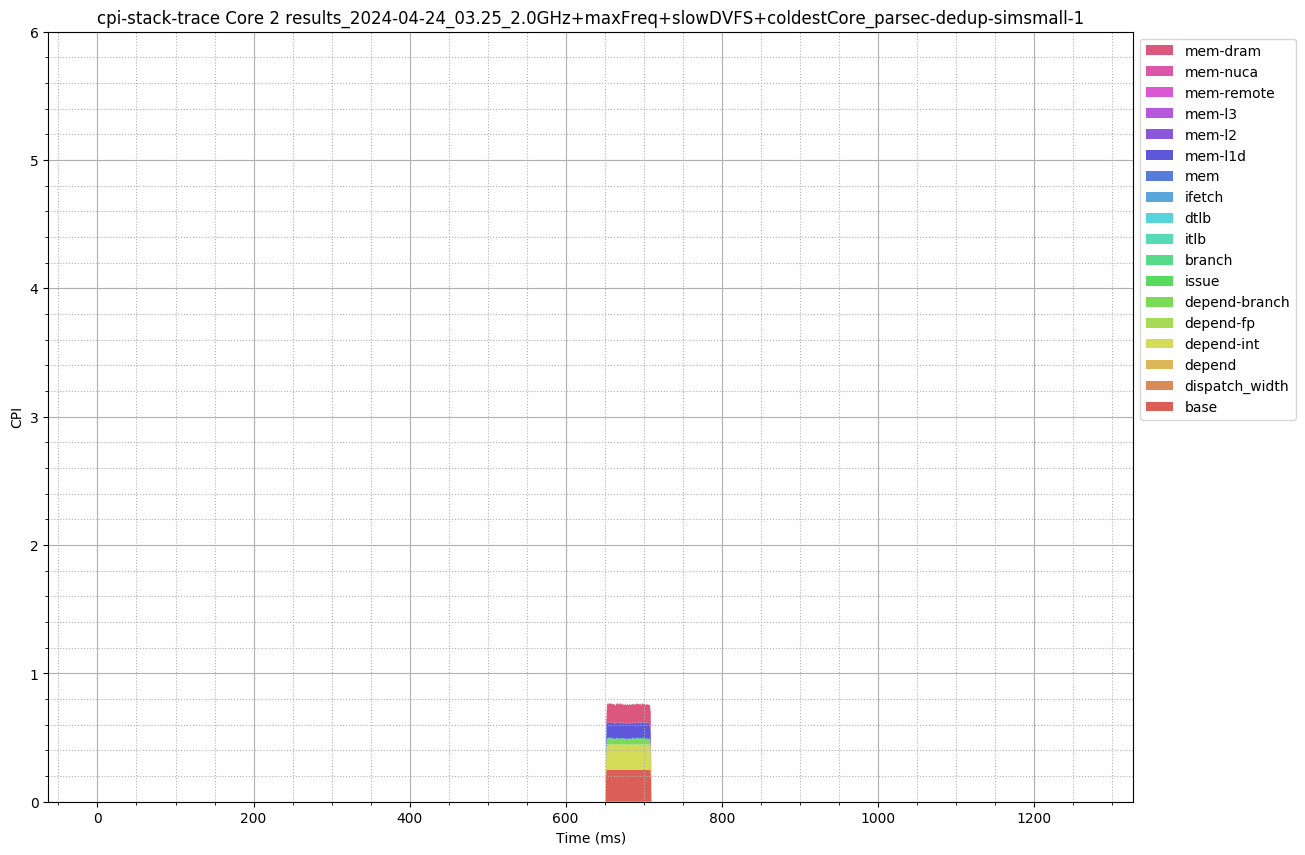 cpi-stack-trace Core 2 results_2024-04-24_03.25_2.0GHz+maxFreq+slowDVFS+coldestCore_parsec-dedup-simsmall-1
6
5
4
3
2
1
0
CPI
0 200 400 600 800 1000 1200
Time (ms)
mem-dram
mem-nuca
mem-remote
mem-l3
mem-l2
mem-l1d
mem
ifetch
dtlb
itlb
branch
issue
depend-branch
depend-fp
depend-int
depend
dispatch_width
base